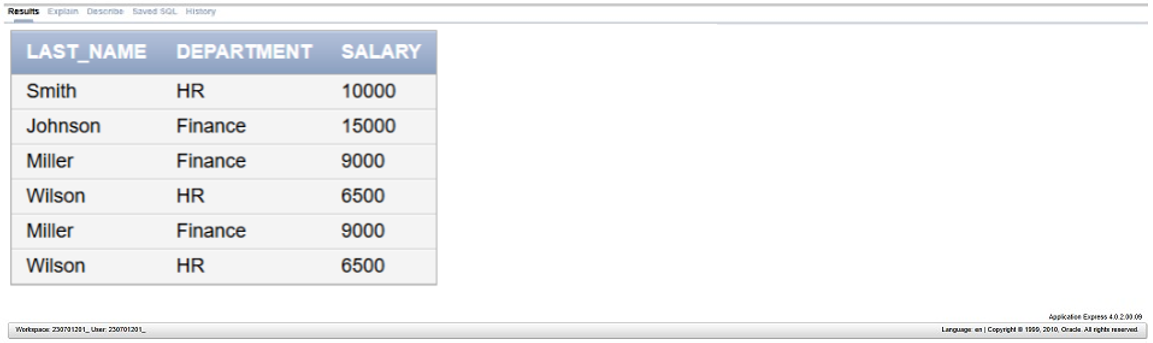 Results Explain Describe Saved SQL History
LAST_NAME DEPARTMENT SALARY
Smith HR 10000
Johnson Finance 15000
Miller Finance 9000
Wilson HR 6500
Miller Finance 9000
Wilson HR 6500
Application Express 4.0.2.00.09
Workspace: 230701201_ User: 230701201_ Language: en | Copyright © 1999, 2010, Oracle. All rights reserved.